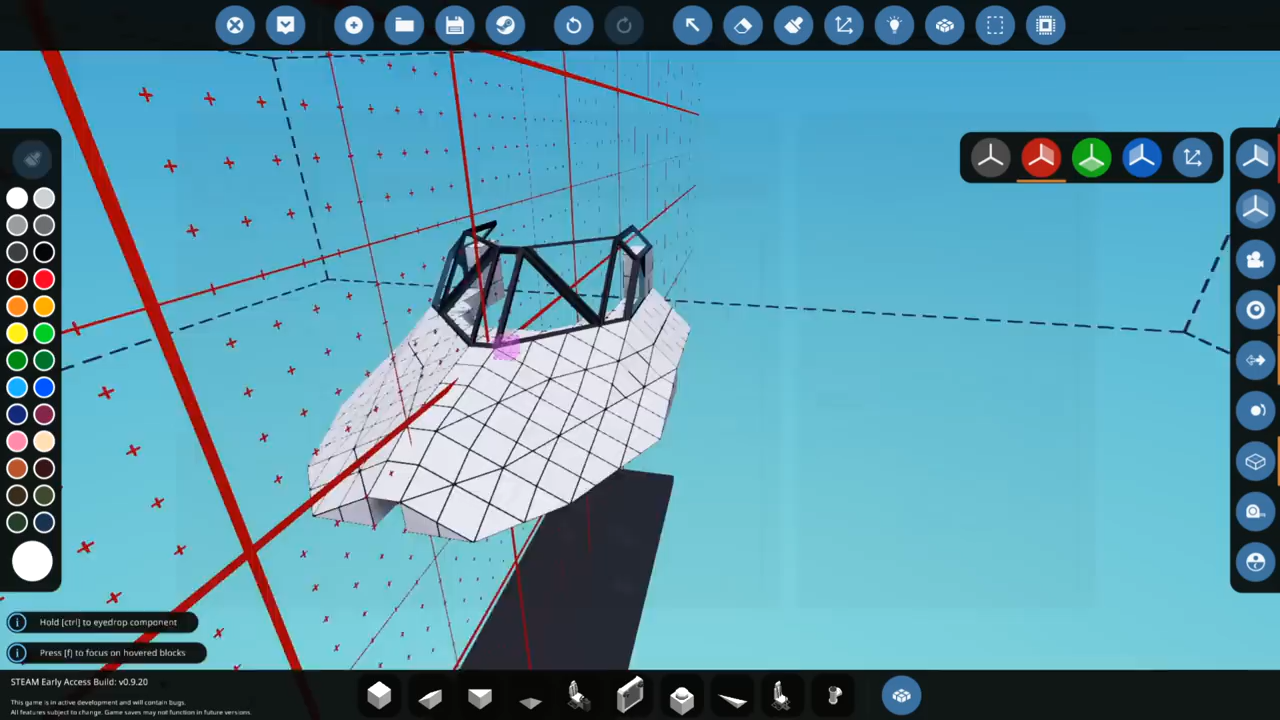 Hold [ctrl] to eyedrop component
Press [f] to focus on hovered blocks
STEAM Early Access Build: v0.9.20
This game is in active development and will contain bugs.
All features subject to change. Game saves may not function in future versions.